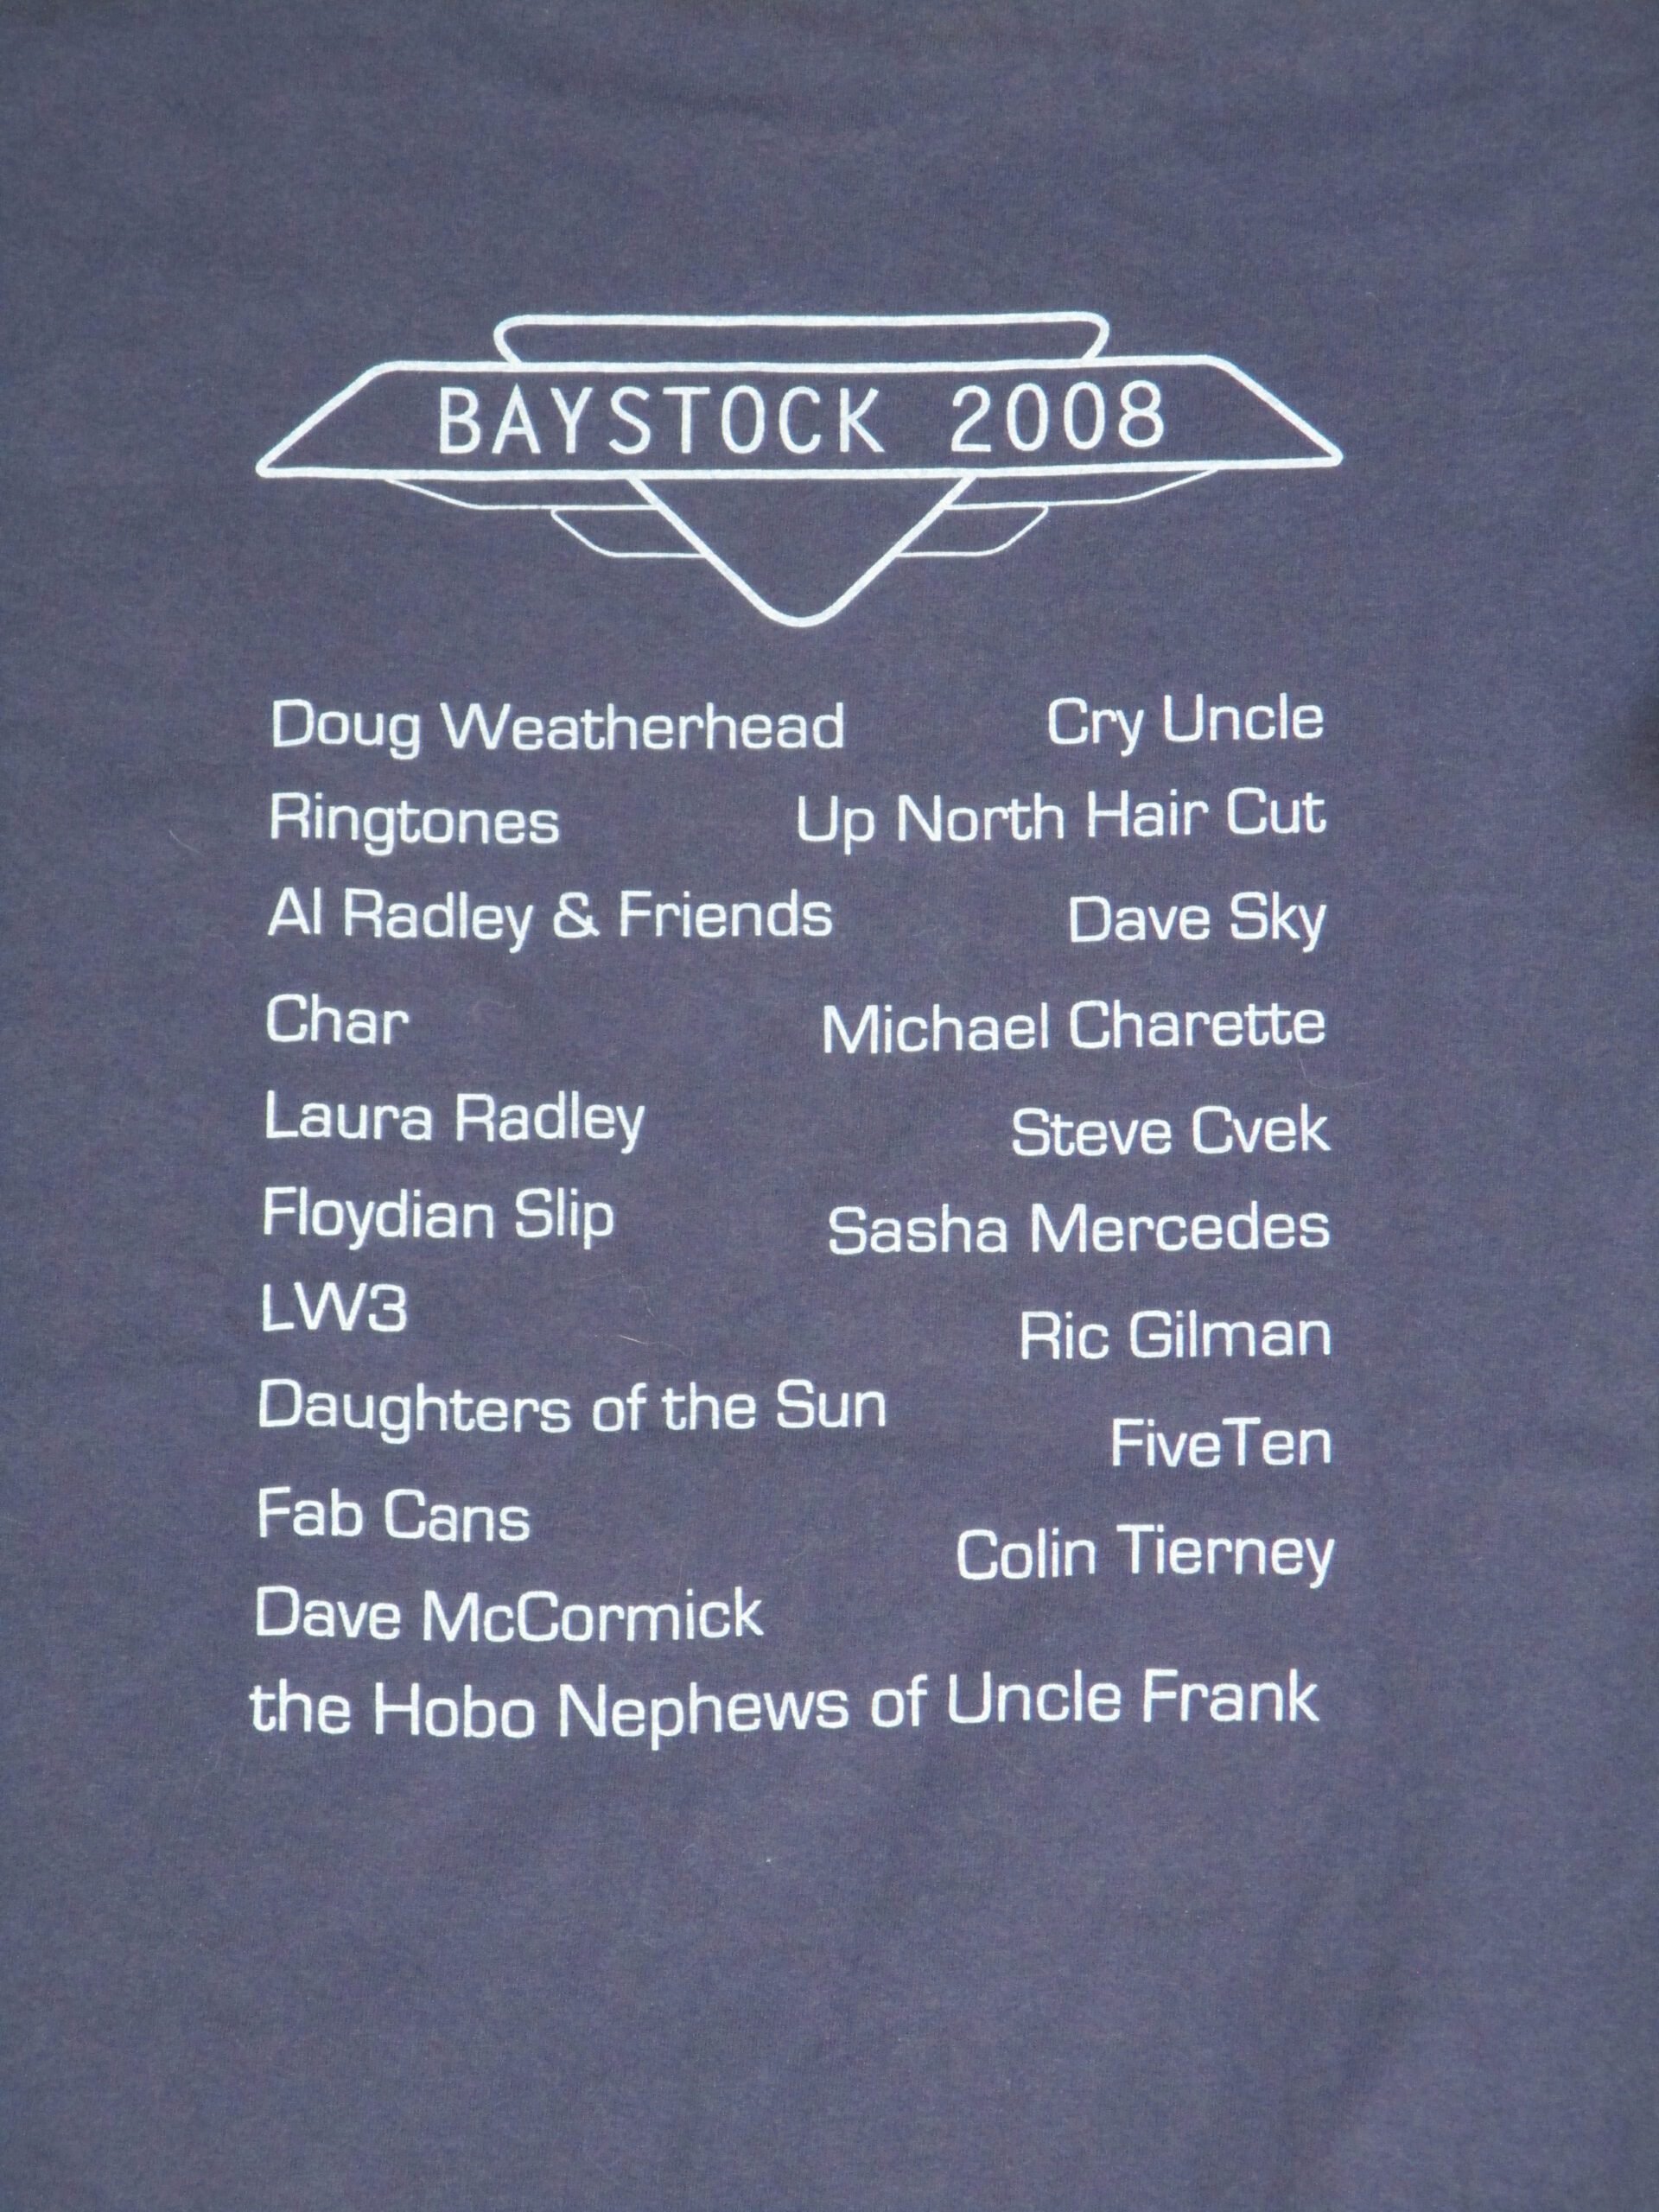 BAYSTOCK 2008
Doug Weatherhead
Cry Uncle
Ringtones
Up North Hair Cut
Al Radley & Friends
Dave Sky
Char
Michael Charette
Laura Radley
Steve Cvek
Floydian Slip
Sasha Mercedes
LW3
Ric Gilman
Daughters of the Sun
FiveTen
Fab Cans
Colin Tierney
Dave McCormick
the Hobo Nephews of Uncle Frank